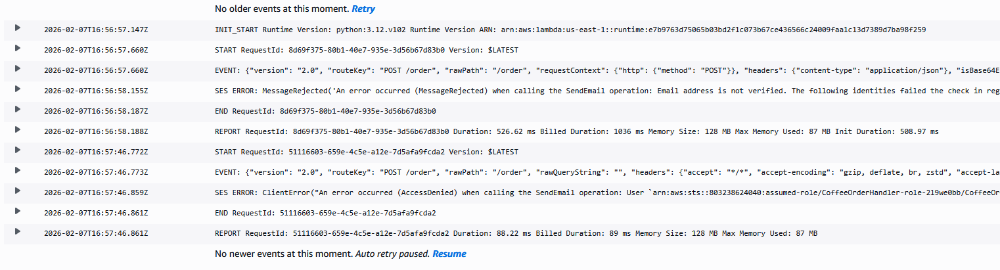 No older events at this moment. Retry
2026-02-07T16:56:57.147Z INIT_START Runtime Version: python:3.12.v102 Runtime Version ARN: arn:aws:lambda:us-east-1::runtime:e7b9763d75065b03bd2f1c073b67ce436566c24009faa1c13d7389d7ba98f259
2026-02-07T16:56:57.660Z START RequestId: 8d69f375-80b1-40e7-935e-3d56b67d83b0 Version: $LATEST
2026-02-07T16:56:57.660Z EVENT: {"version": "2.0", "routeKey": "POST /order", "rawPath": "/order", "requestContext": {"http": {"method": "POST"}}, "headers": {"content-type": "application/json"}, "isBase64E
2026-02-07T16:56:58.155Z SES ERROR: MessageRejected('An error occurred (MessageRejected) when calling the SendEmail operation: Email address is not verified. The following identities failed the check in reg
2026-02-07T16:56:58.187Z END RequestId: 8d69f375-80b1-40e7-935e-3d56b67d83b0
2026-02-07T16:56:58.188Z REPORT RequestId: 8d69f375-80b1-40e7-935e-3d56b67d83b0 Duration: 526.62 ms Billed Duration: 1036 ms Memory Size: 128 MB Max Memory Used: 87 MB Init Duration: 508.97 ms
2026-02-07T16:57:46.772Z START RequestId: 51116603-659e-4c5e-a12e-7d5afa9fcda2 Version: $LATEST
2026-02-07T16:57:46.773Z EVENT: {"version": "2.0", "routeKey": "POST /order", "rawPath": "/order", "rawQueryString": "", "headers": {"accept": "*/*", "accept-encoding": "gzip, deflate, br, zstd", "accept-la
2026-02-07T16:57:46.859Z SES ERROR: ClientError("An error occurred (AccessDenied) when calling the SendEmail operation: User `arn:aws:sts::803238624040:assumed-role/CoffeeOrderHandler-role-2l9we0bb/CoffeeOr
2026-02-07T16:57:46.861Z END RequestId: 51116603-659e-4c5e-a12e-7d5afa9fcda2
2026-02-07T16:57:46.861Z REPORT RequestId: 51116603-659e-4c5e-a12e-7d5afa9fcda2 Duration: 88.22 ms Billed Duration: 89 ms Memory Size: 128 MB Max Memory Used: 87 MB
No newer events at this moment. Auto retry paused. Resume